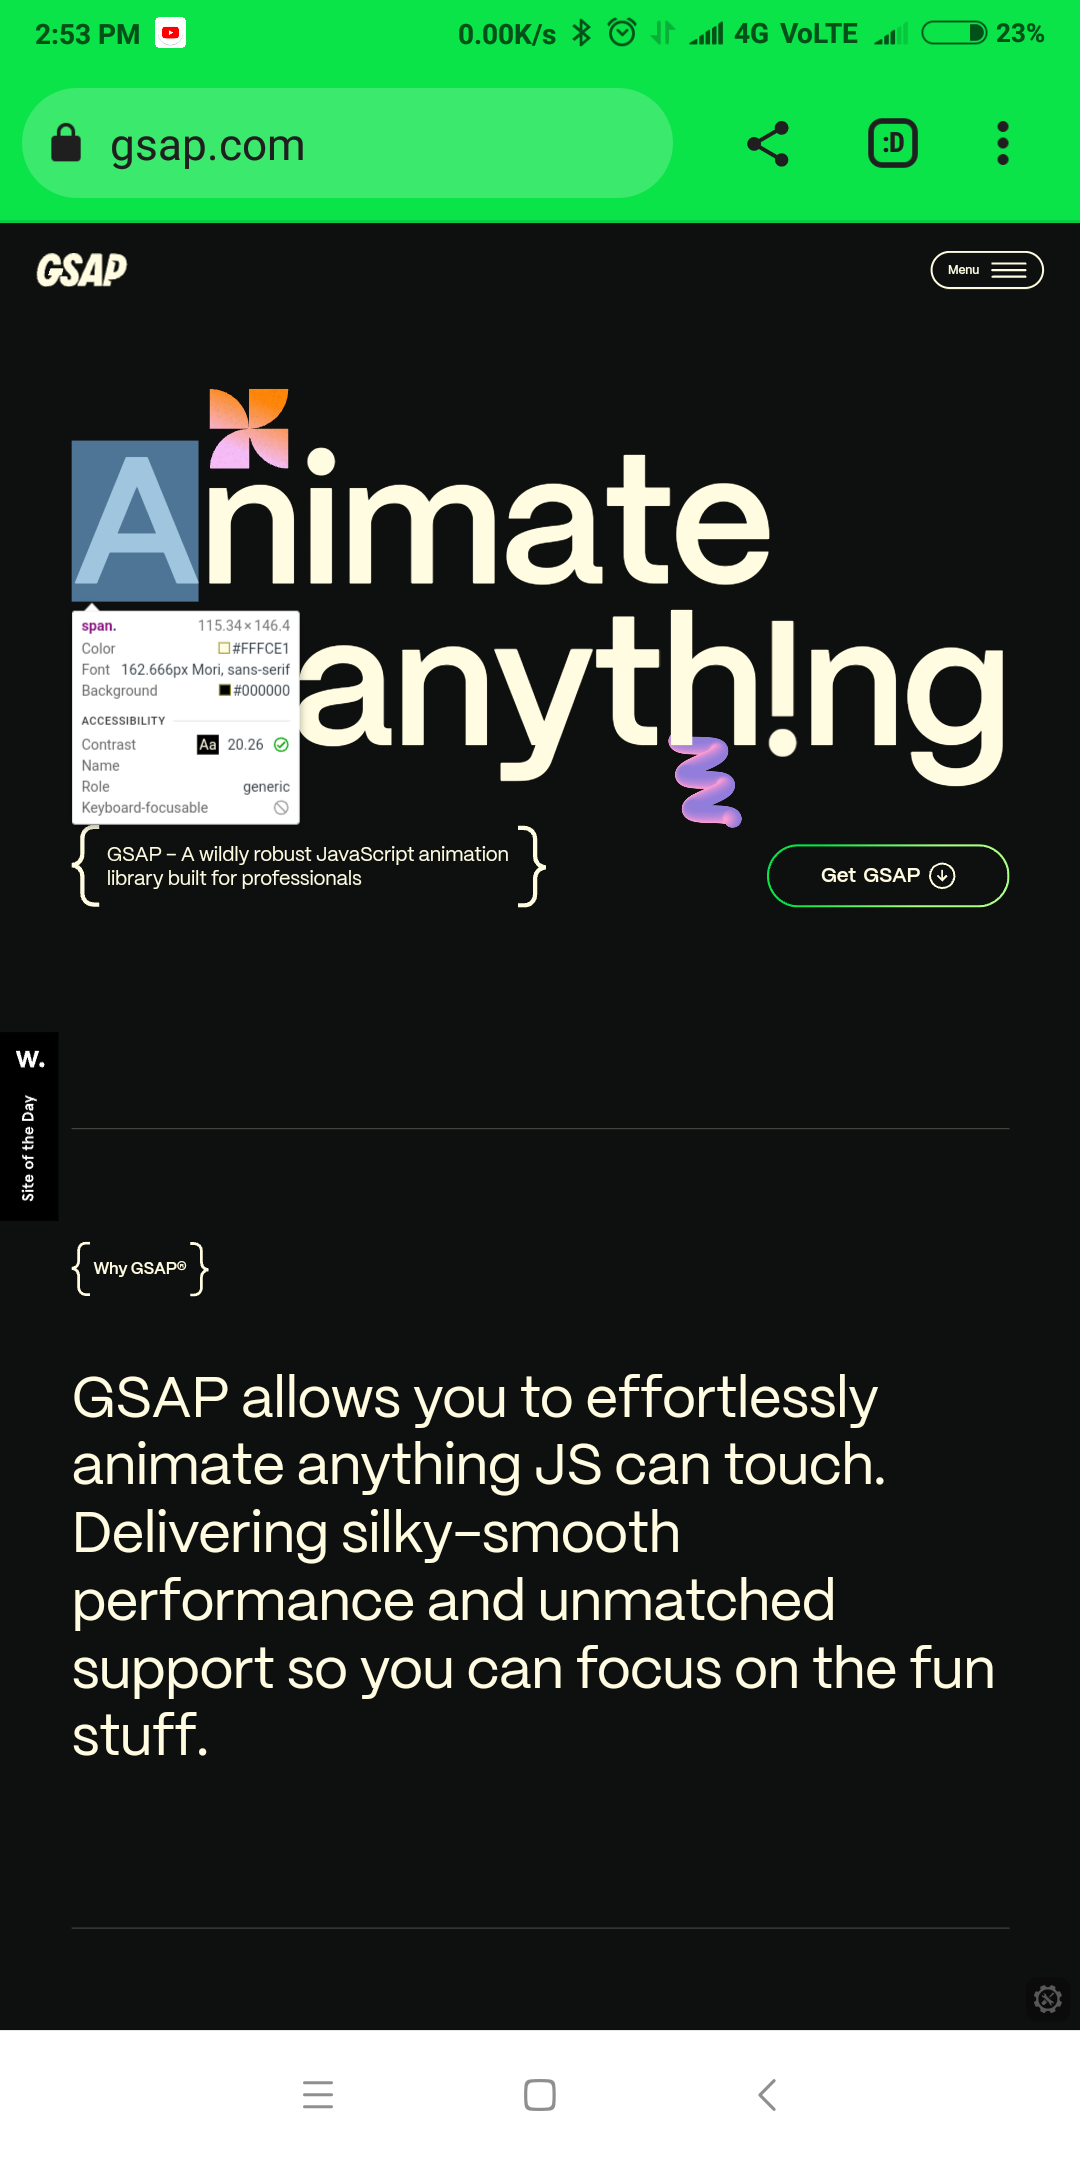 2:53 PM
0.00K/s 4G VoLTE 23%
gsap.com
:D
GSAP
Menu
Animate
anyth!ng
span. 115.34 × 146.4
Color #FFFCE1
Font 162.666px Mori, sans-serif
Background #000000
ACCESSIBILITY
Contrast Aa 20.26
Name
Role generic
Keyboard-focusable
{ GSAP – A wildly robust JavaScript animation
library built for professionals }
Get GSAP
W.
Site of the Day
{ Why GSAP® }
GSAP allows you to effortlessly
animate anything JS can touch.
Delivering silky-smooth
performance and unmatched
support so you can focus on the fun
stuff.